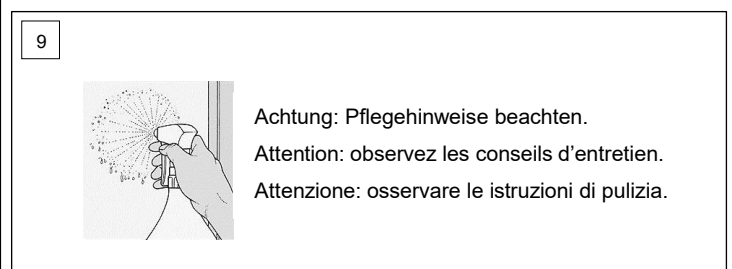 9
Achtung: Pflegehinweise beachten.
Attention: observez les conseils d’entretien.
Attenzione: osservare le istruzioni di pulizia.